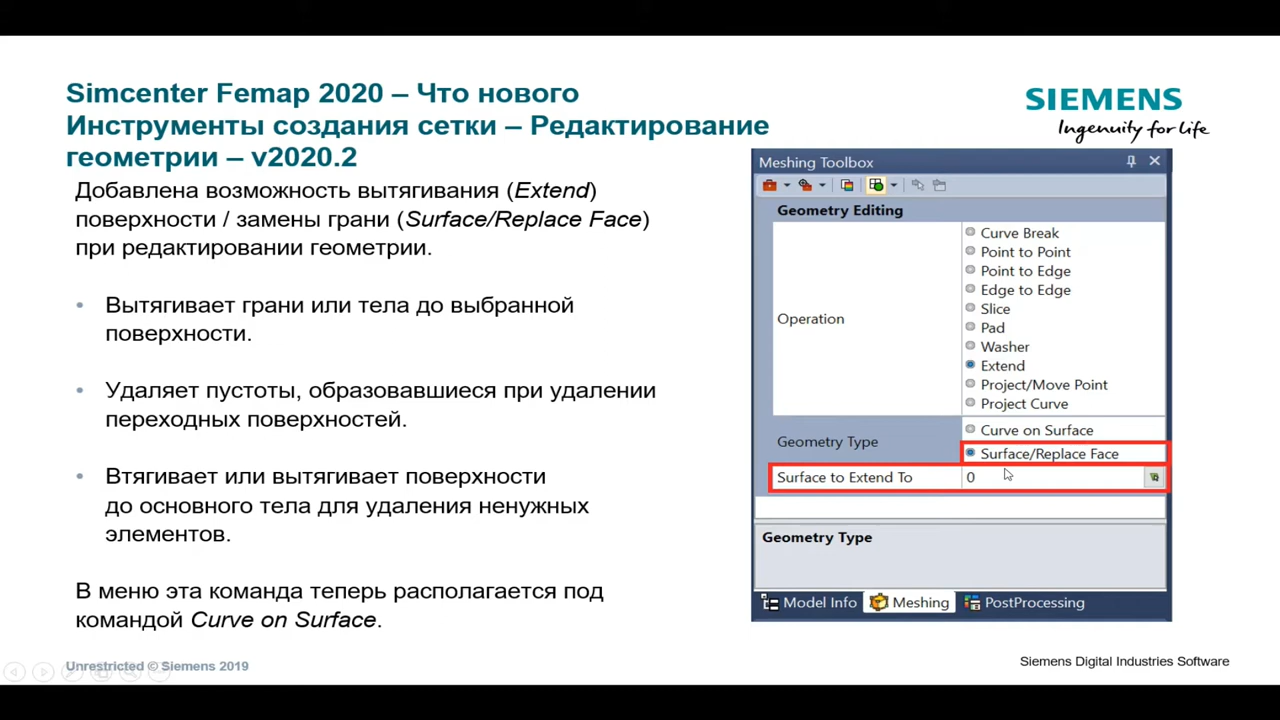 Simcenter Femap 2020 – Что нового
Инструменты создания сетки – Редактирование
геометрии – v2020.2
SIEMENS
Ingenuity for life
Добавлена возможность вытягивания (Extend)
поверхности / замены грани (Surface/Replace Face)
при редактировании геометрии.
• Вытягивает грани или тела до выбранной
поверхности.
• Удаляет пустоты, образовавшиеся при удалении
переходных поверхностей.
• Втягивает или вытягивает поверхности
до основного тела для удаления ненужных
элементов.
В меню эта команда теперь располагается под
командой Curve on Surface.
Meshing Toolbox
Geometry Editing
Operation
Curve Break
Point to Point
Point to Edge
Edge to Edge
Slice
Pad
Washer
Extend
Project/Move Point
Project Curve
Geometry Type
Curve on Surface
Surface/Replace Face
Surface to Extend To 0
Geometry Type
Model Info Meshing PostProcessing
Unrestricted © Siemens 2019
Siemens Digital Industries Software